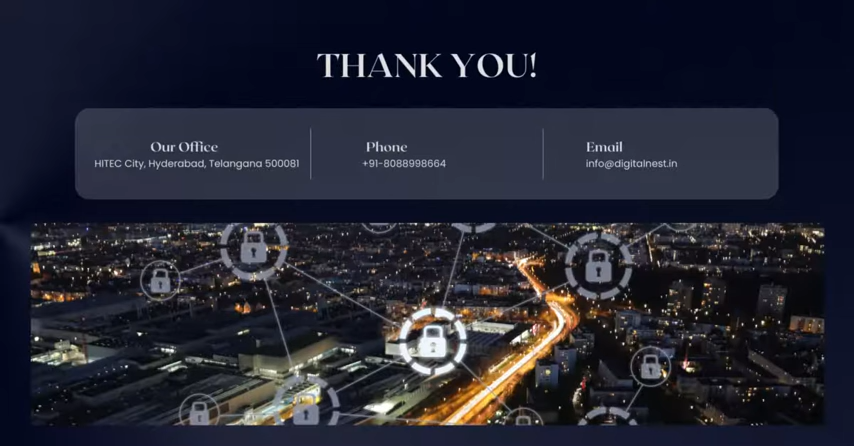 THANK YOU!
Our Office
HITEC City, Hyderabad, Telangana 500081
Phone
+91-8088998664
Email
info@digitalnest.in